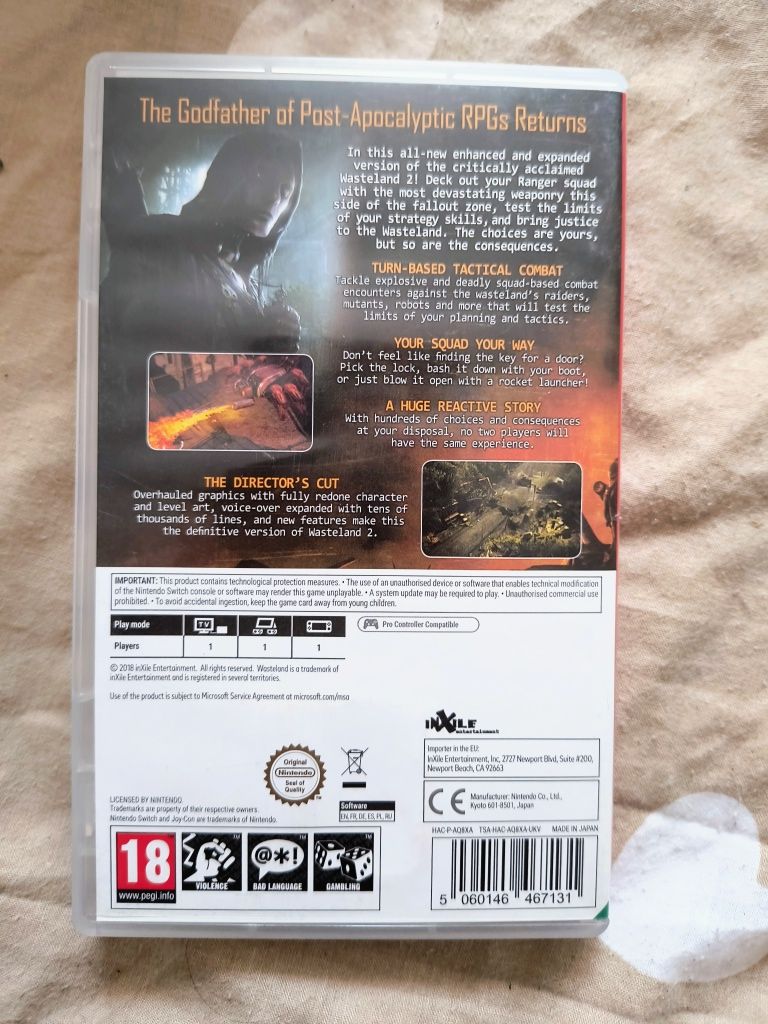 The Godfather of Post-Apocalyptic RPGs Returns
In this all-new enhanced and expanded
version of the critically acclaimed
Wasteland 2! Deck out your Ranger squad
with the most devastating weaponry this
side of the fallout zone, test the limits
of your strategy skills, and bring justice
to the Wasteland. The choices are yours,
but so are the consequences.
TURN-BASED TACTICAL COMBAT
Tackle explosive and deadly squad-based combat
encounters against the wasteland's raiders,
mutants, robots and more that will test the
limits of your planning and tactics.
YOUR SQUAD YOUR WAY
Don't feel like finding the key for a door?
Pick the lock, bash it down with your boot,
or just blow it open with a rocket launcher!
A HUGE REACTIVE STORY
With hundreds of choices and consequences
at your disposal, no two players will
have the same experience.
THE DIRECTOR'S CUT
Overhauled graphics with fully redone character
and level art, voice-over expanded with tens of
thousands of lines, and new features make this
the definitive version of Wasteland 2.
IMPORTANT: This product contains technological protection measures. • The use of an unauthorised device or software that enables technical modification
of the Nintendo Switch console or software may render this game unplayable. • A system update may be required to play. • Unauthorised commercial use
prohibited. • To avoid accidental ingestion, keep the game card away from young children.
Play mode TV
Pro Controller Compatible
Players 1 1 1
© 2018 inXile Entertainment. All rights reserved. Wasteland is a trademark of
inXile Entertainment and is registered in several territories.
Use of the product is subject to Microsoft Service Agreement at microsoft.com/msa
INXILE
entertainment
Importer in the EU:
InXile Entertainment, Inc, 2727 Newport Blvd, Suite #200,
Newport Beach, CA 92663
Original
Nintendo
Seal of
Quality
CE Manufacturer: Nintendo Co., Ltd.,
Kyoto 601-8501, Japan
LICENSED BY NINTENDO
Trademarks are property of their respective owners.
Nintendo Switch and Joy-Con are trademarks of Nintendo.
Software
EN, FR, DE, ES, PL, RU
HAC-P-AQ8XA TSA-HAC-AQ8XA-UKV MADE IN JAPAN
18
www.pegi.info
VIOLENCE
@*!
BAD LANGUAGE
GAMBLING
5 060146 467131